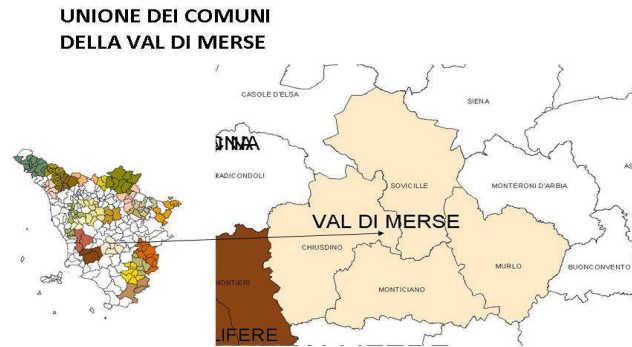 UNIONE DEI COMUNI
DELLA VAL DI MERSE
CASOLE D'ELSA
SIENA
RADICONDOLI
SOVICILLE
MONTERONI D'ARBIA
VAL DI MERSE
CHIUSDINO
MURLO
BUONCONVENTO
MONTIERI
MONTICIANO
LIFERE